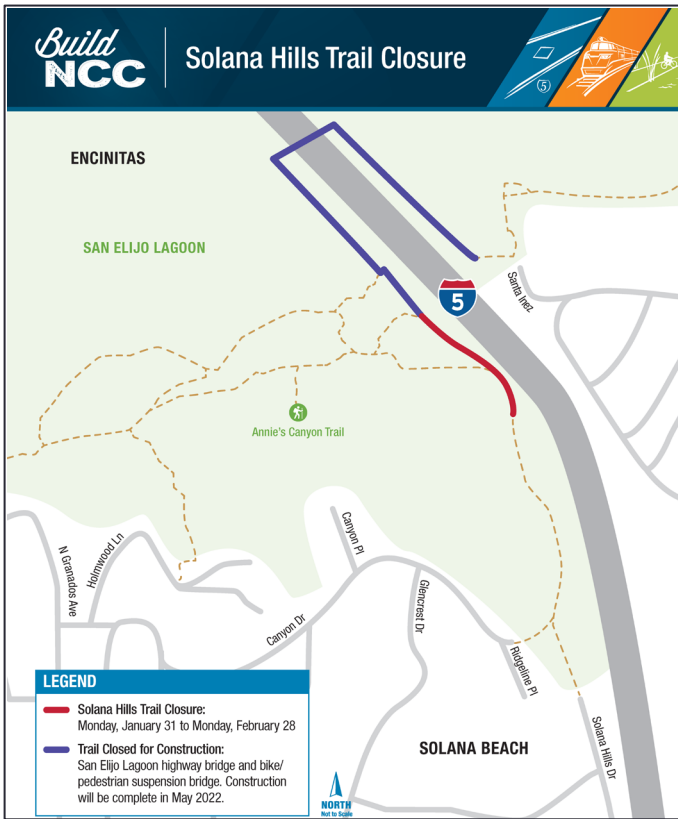 Build
NCC
Solana Hills Trail Closure
5
ENCINITAS
SAN ELIJO LAGOON
5
Santa Inez
Annie's Canyon Trail
N Granados Ave
Holmwood Ln
Canyon Pl
Canyon Dr
Glencrest Dr
Ridgeline Pl
Solana Hills Dr
SOLANA BEACH
LEGEND
Solana Hills Trail Closure:
Monday, January 31 to Monday, February 28
Trail Closed for Construction:
San Elijo Lagoon highway bridge and bike/
pedestrian suspension bridge. Construction
will be complete in May 2022.
NORTH
Not to Scale